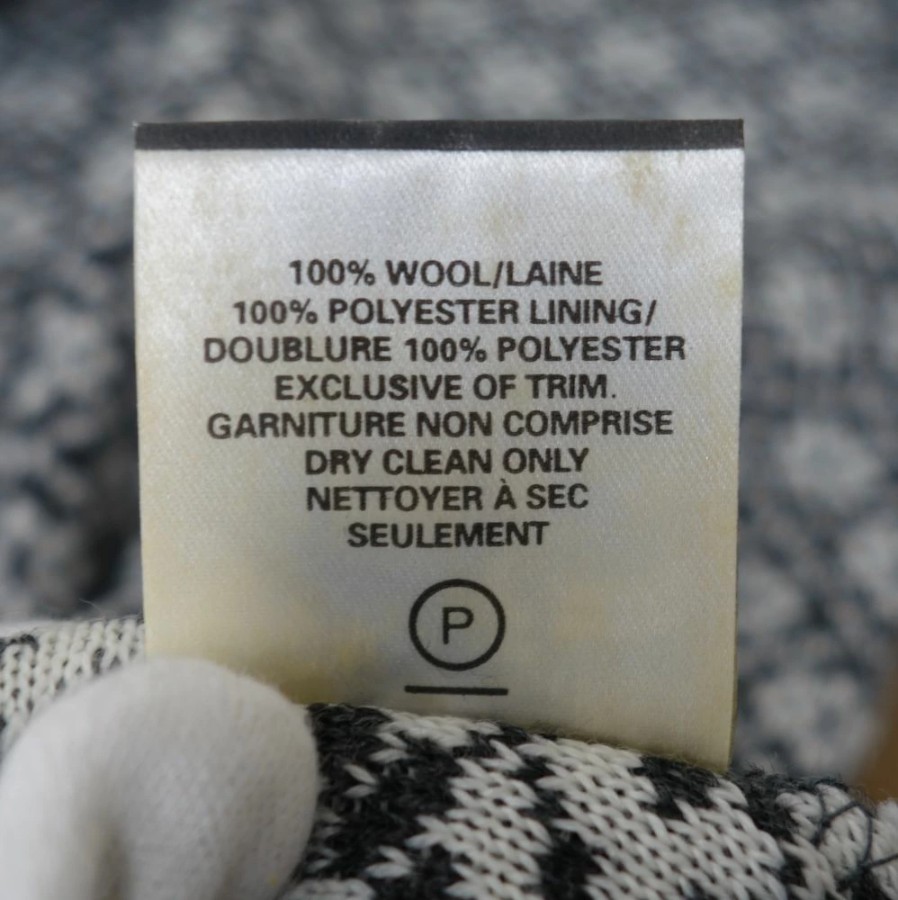 100% WOOL/LAINE
100% POLYESTER LINING/
DOUBLURE 100% POLYESTER
EXCLUSIVE OF TRIM.
GARNITURE NON COMPRISE
DRY CLEAN ONLY
NETTOYER À SEC
SEULEMENT
P